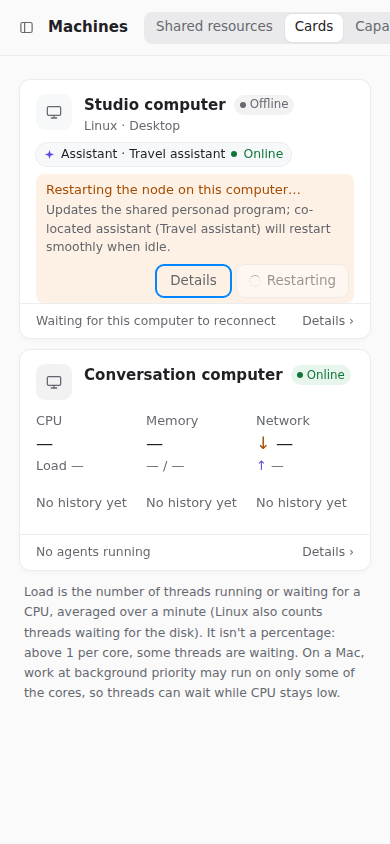 Machines
Shared resources Cards
Studio computer Offline
Linux · Desktop
Assistant · Travel assistant Online
Restarting the node on this computer…
Updates the shared personad program; co-
located assistant (Travel assistant) will restart
smoothly when idle.
Details Restarting
Waiting for this computer to reconnect Details ›
Conversation computer Online
CPU Memory Network
— — ↓ —
Load — — / — ↑ —
No history yet No history yet No history yet
No agents running Details ›
Load is the number of threads running or waiting for a
CPU, averaged over a minute (Linux also counts
threads waiting for the disk). It isn't a percentage:
above 1 per core, some threads are waiting. On a Mac,
work at background priority may run on only some of
the cores, so threads can wait while CPU stays low.